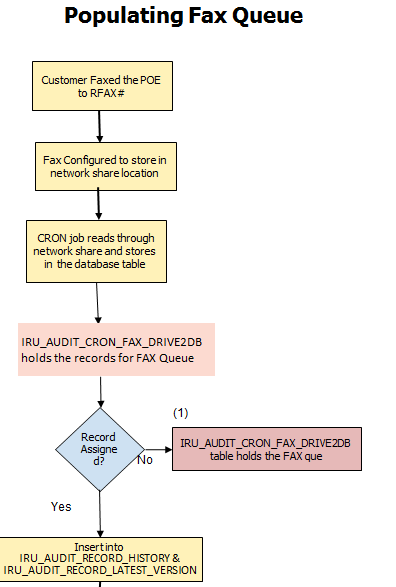 Populating Fax Queue
Customer Faxed the POE
to RFAX#
Fax Configured to store in
network share location
CRON job reads through
network share and stores
in the database table
IRU_AUDIT_CRON_FAX_DRIVE2DB
holds the records for FAX Queue
Record
Assigne
d?
No
(1)
IRU_AUDIT_CRON_FAX_DRIVE2DB
table holds the FAX que
Yes
Insert into
IRU_AUDIT_RECORD_HISTORY &
IRU_AUDIT_RECORD_LATEST_VERSION